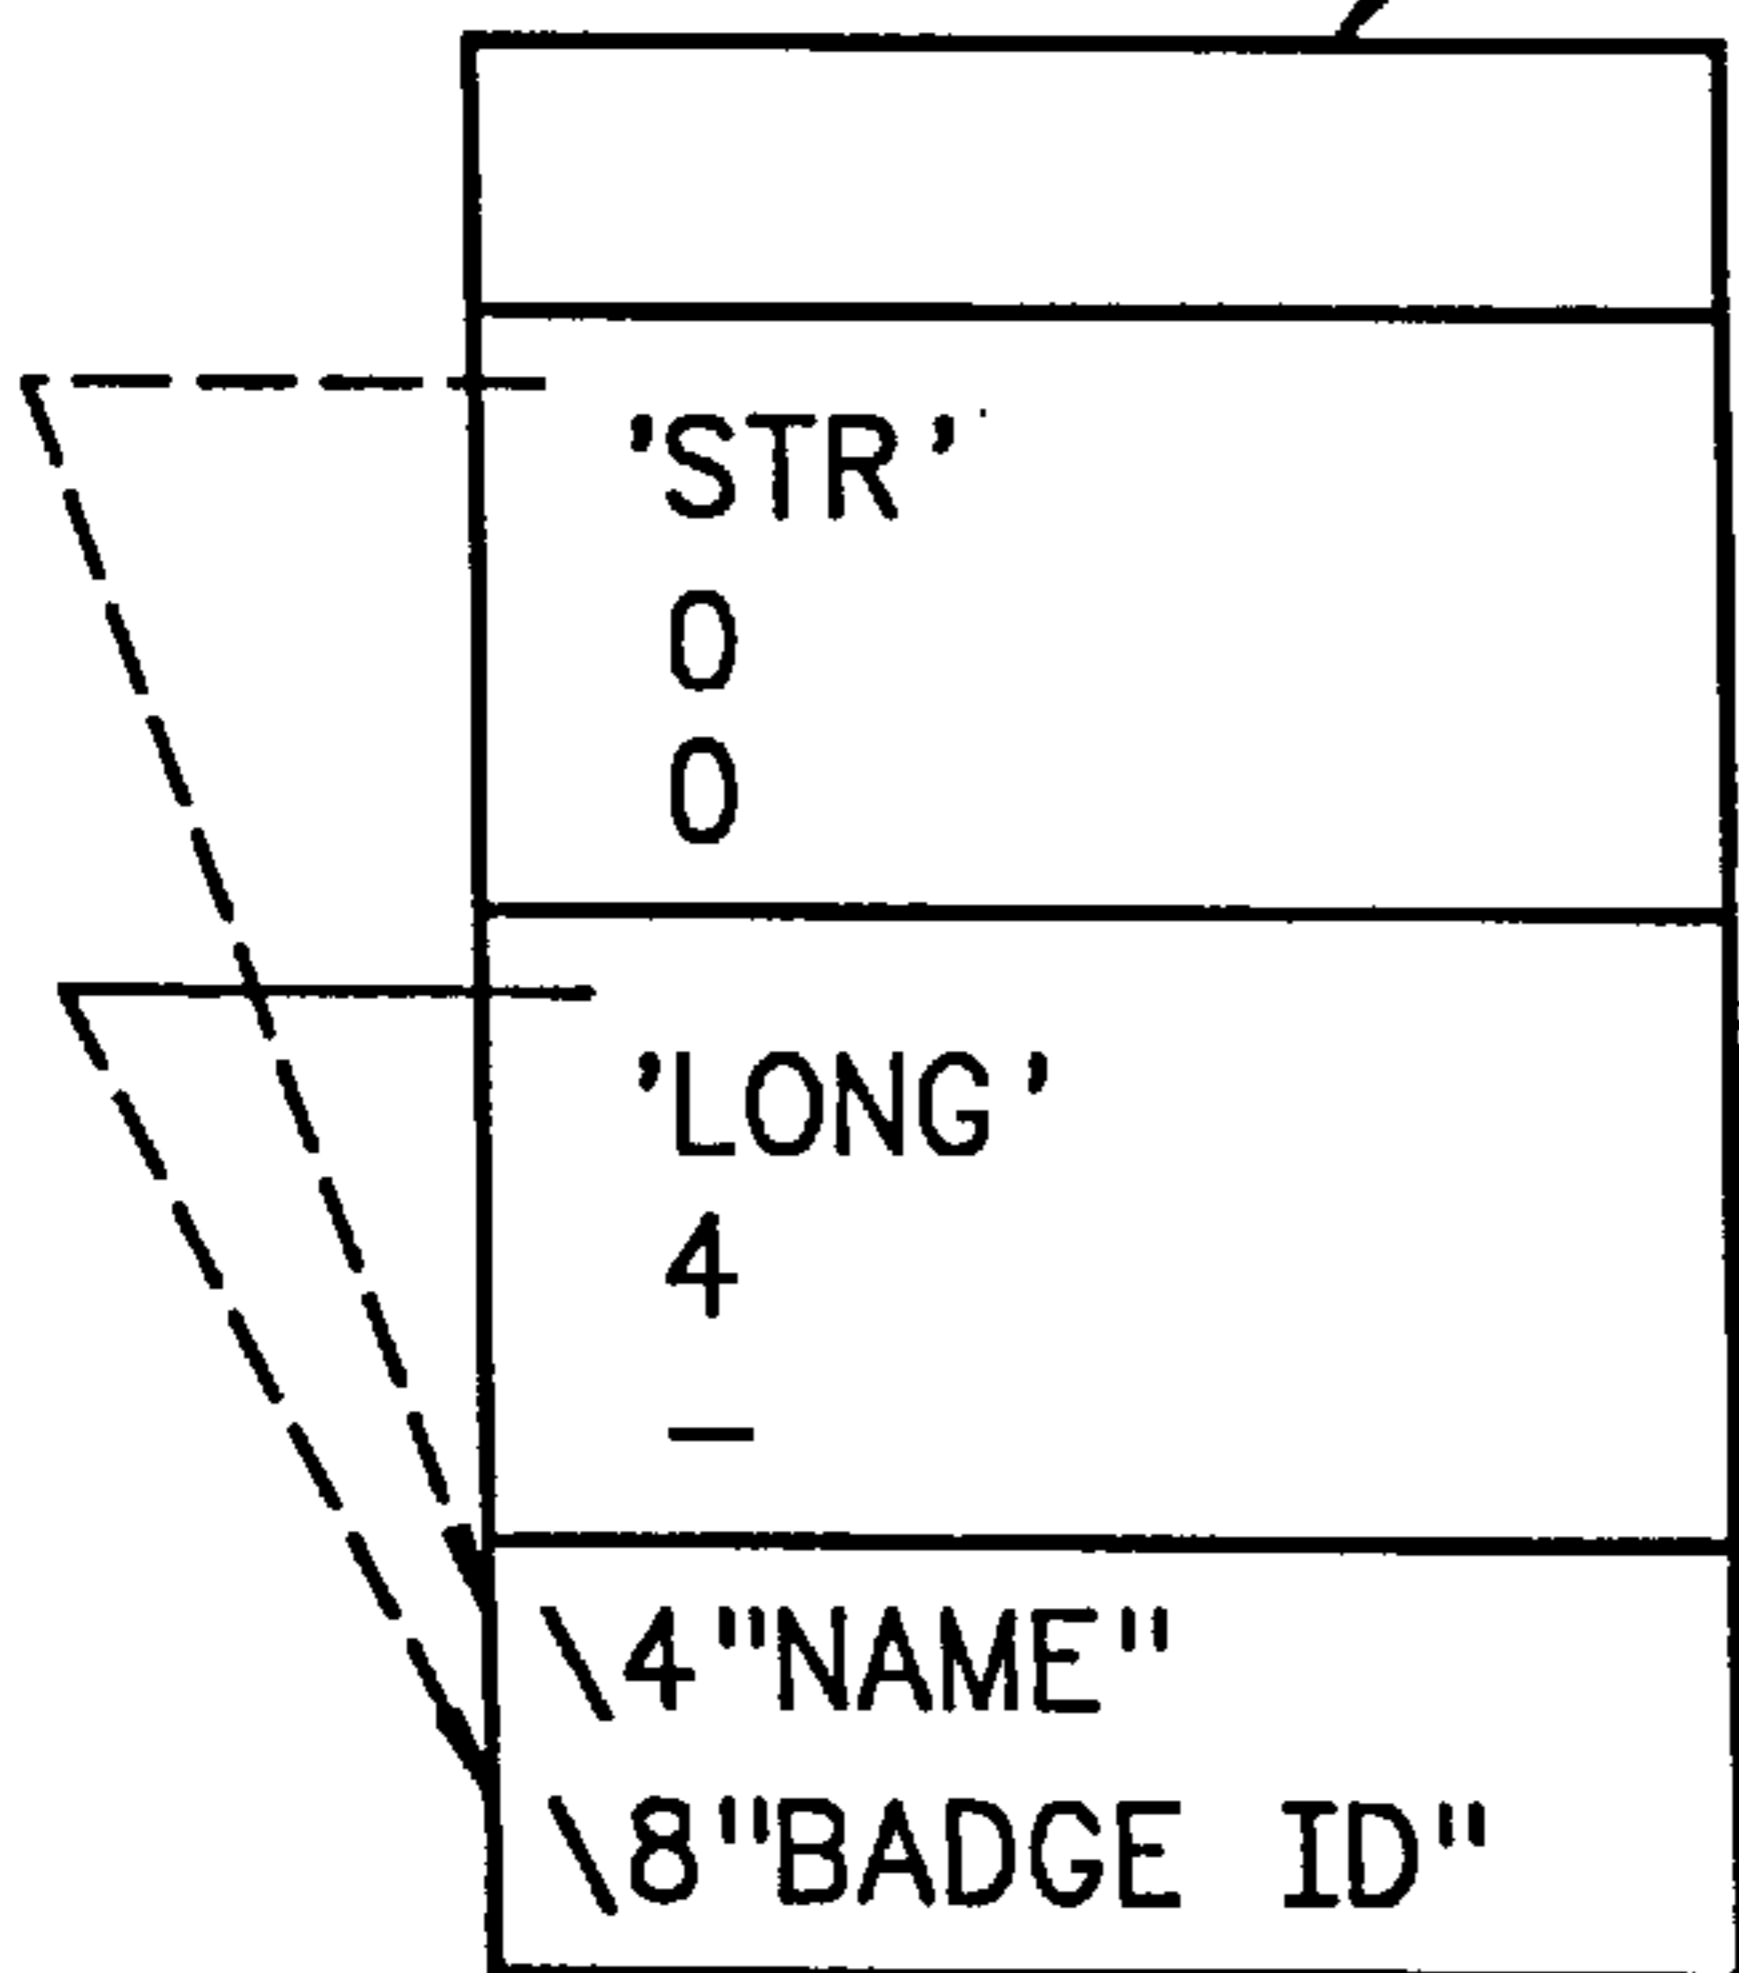 'STR'
0
0
'LONG'
4
—
\4"NAME"
\8"BADGE ID"